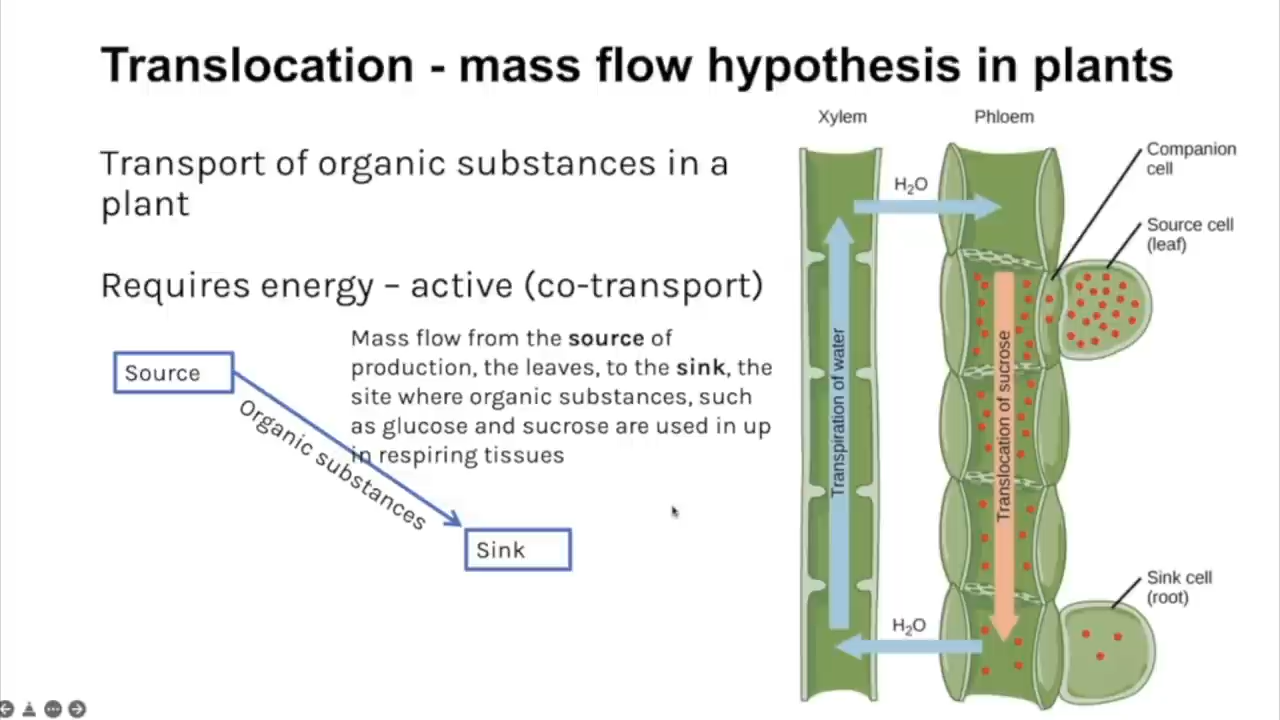 Translocation - mass flow hypothesis in plants
Transport of organic substances in a
plant
Requires energy – active (co-transport)
Mass flow from the source of
production, the leaves, to the sink, the
site where organic substances, such
as glucose and sucrose are used in up
in respiring tissues
Source
Organic substances
Sink
Xylem
Phloem
Companion
cell
H₂O
Source cell
(leaf)
Transpiration of water
Translocation of sucrose
Sink cell
(root)
H₂O